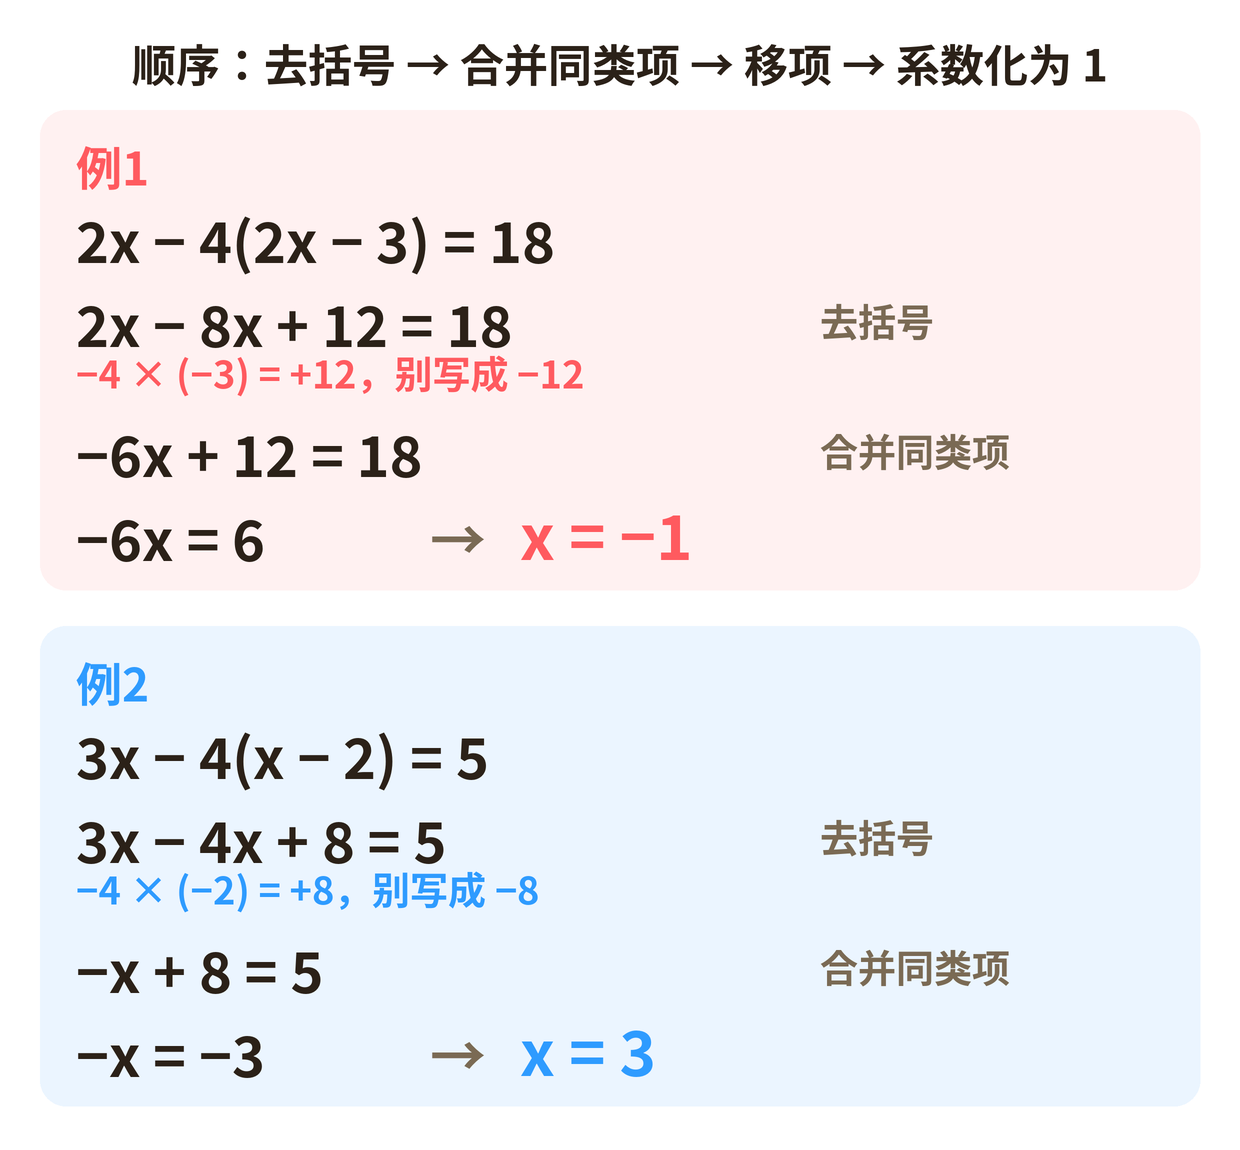 顺序：去括号 → 合并同类项 → 移项 → 系数化为 1
例1
2x − 4(2x − 3) = 18
2x − 8x + 12 = 18 去括号
−4 × (−3) = +12，别写成 −12
−6x + 12 = 18 合并同类项
−6x = 6 → x = −1
例2
3x − 4(x − 2) = 5
3x − 4x + 8 = 5 去括号
−4 × (−2) = +8，别写成 −8
−x + 8 = 5 合并同类项
−x = −3 → x = 3